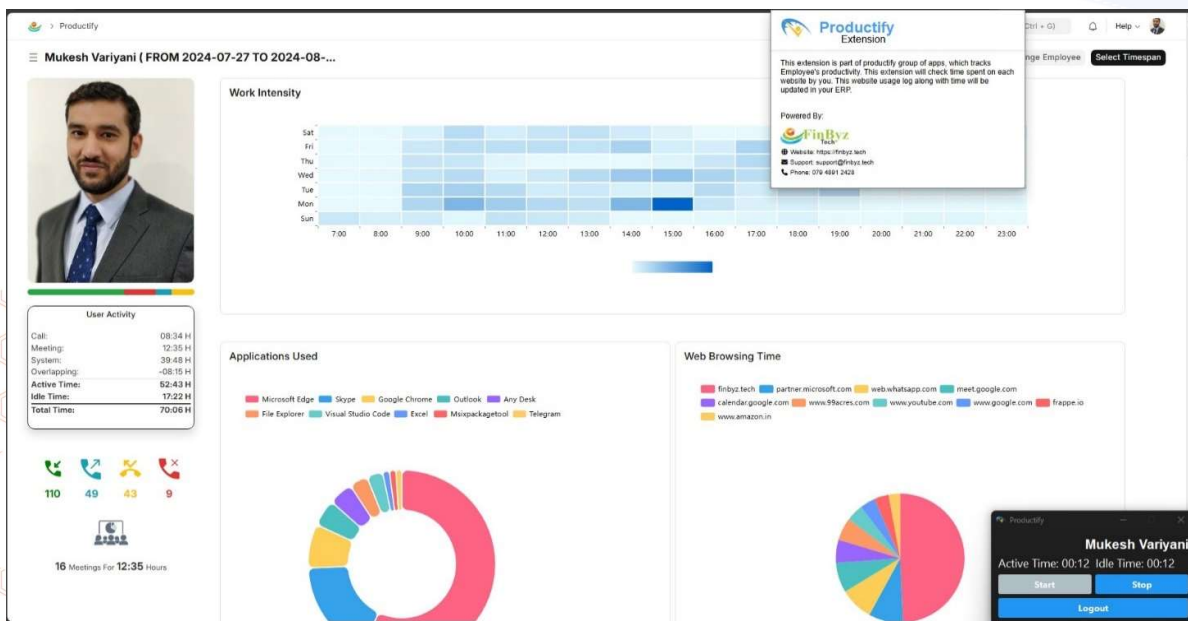 Productify
Mukesh Variyani ( FROM 2024-07-27 TO 2024-08-...
Ctrl + G)
Help
nge Employee
Select Timespan
Productify
Extension
This extension is part of productify group of apps, which tracks
Employee's productivity. This extension will check time spent on each
website by you. This website usage log along with time will be
updated in your ERP.
Powered By:
FinByz
Tech
Website: https://finbyz.tech
Support: support@finbyz.tech
Phone: 079 4891 2428
Work Intensity
Sat
Fri
Thu
Wed
Tue
Mon
Sun
7:00 8:00 9:00 10:00 11:00 12:00 13:00 14:00 15:00 16:00 17:00 18:00 19:00 20:00 21:00 22:00 23:00
User Activity
Call: 08:34 H
Meeting: 12:35 H
System: 39:48 H
Overlapping: -08:15 H
Active Time: 52:43 H
Idle Time: 17:22 H
Total Time: 70:06 H
110 49 43 9
16 Meetings For 12:35 Hours
Applications Used
Microsoft Edge Skype Google Chrome Outlook Any Desk
File Explorer Visual Studio Code Excel Msixpackagetool Telegram
Web Browsing Time
finbyz.tech partner.microsoft.com web.whatsapp.com meet.google.com
calendar.google.com www.99acres.com www.youtube.com www.google.com frappe.io
www.amazon.in
Productify
Mukesh Variyani
Active Time: 00:12 Idle Time: 00:12
Start Stop
Logout